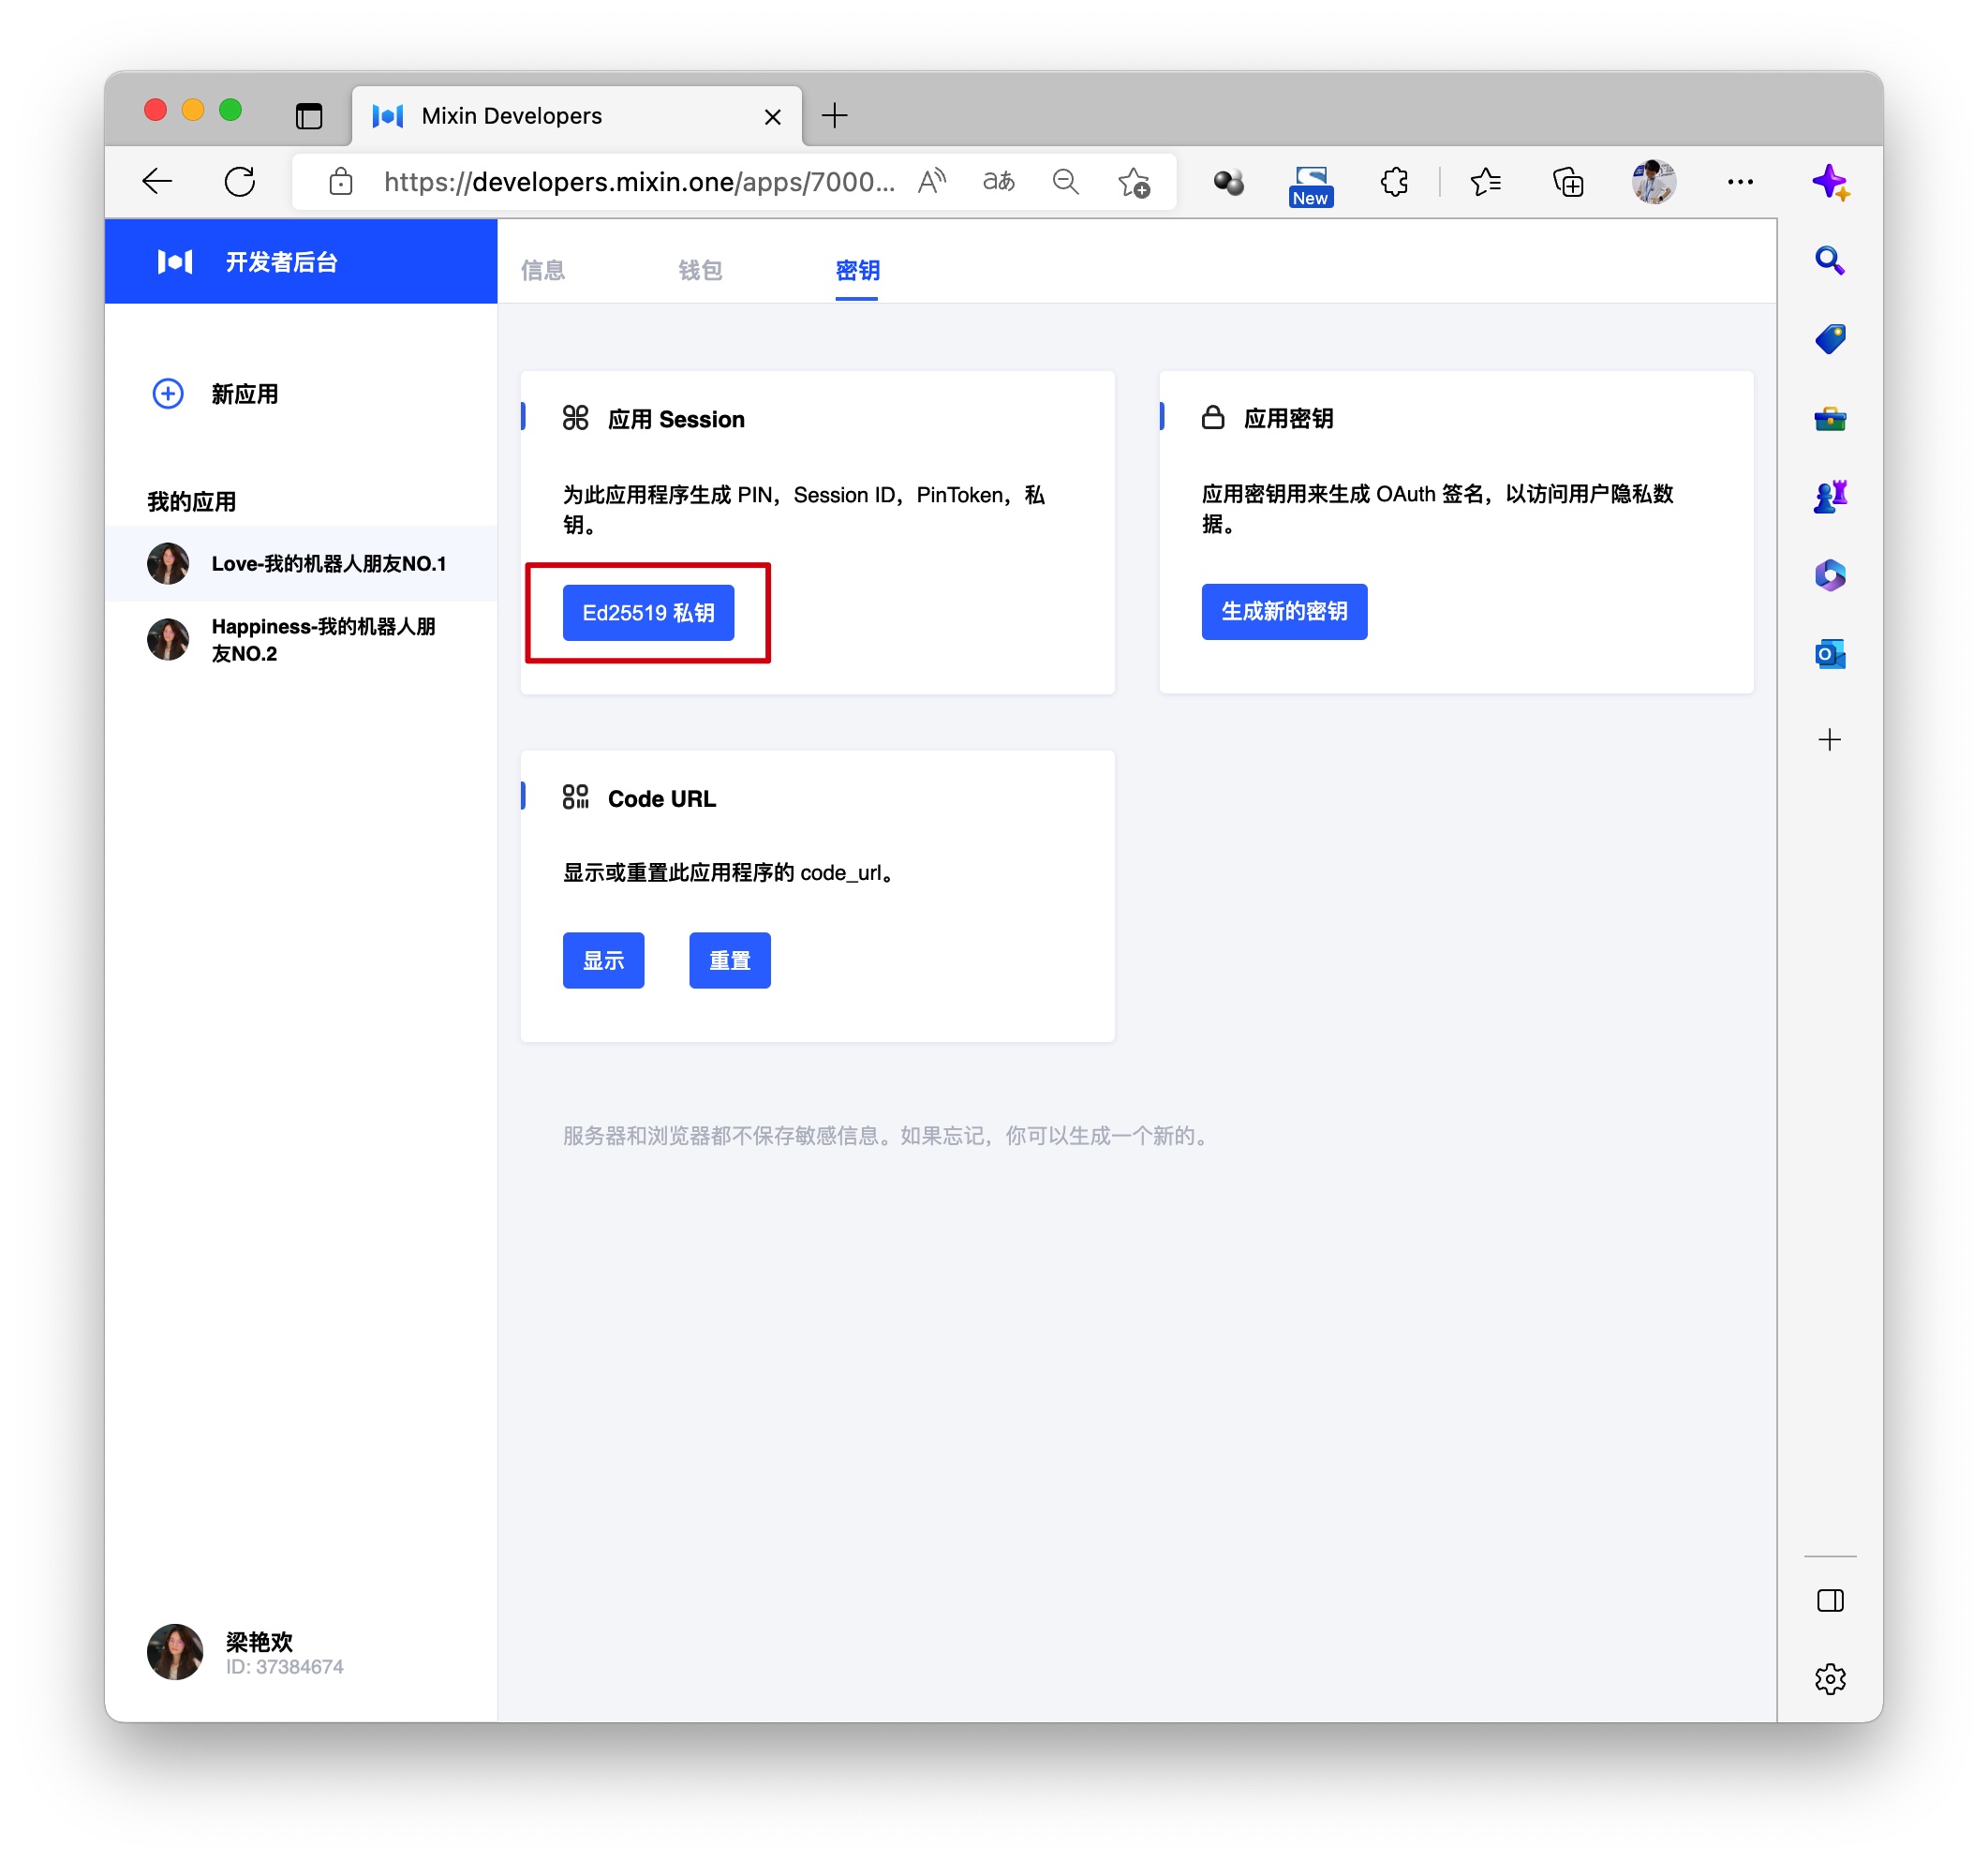 Mixin Developers
https://developers.mixin.one/apps/7000...
aあ
New
开发者后台
信息
钱包
密钥
新应用
我的应用
Love-我的机器人朋友NO.1
Happiness-我的机器人朋
友NO.2
应用 Session
为此应用程序生成 PIN，Session ID，PinToken，私
钥。
Ed25519 私钥
应用密钥
应用密钥用来生成 OAuth 签名，以访问用户隐私数
据。
生成新的密钥
Code URL
显示或重置此应用程序的 code_url。
显示
重置
服务器和浏览器都不保存敏感信息。如果忘记，你可以生成一个新的。
梁艳欢
ID: 37384674